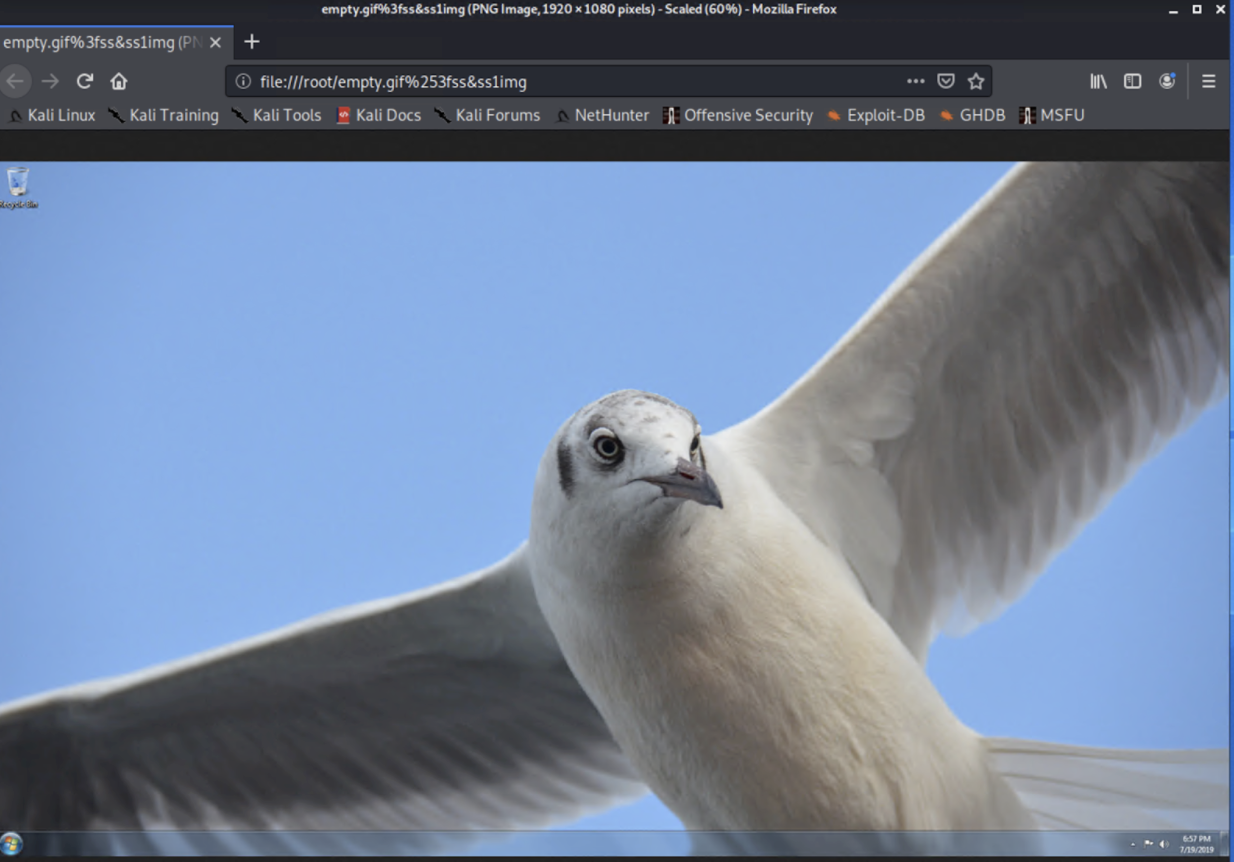 empty.gif%3fss&ss1img (PNG Image, 1920 × 1080 pixels) - Scaled (60%) - Mozilla Firefox
empty.gif%3fss&ss1img (PN
file:///root/empty.gif%253fss&ss1img
Kali Linux Kali Training Kali Tools Kali Docs Kali Forums NetHunter Offensive Security Exploit-DB GHDB MSFU
Recycle Bin
6:57 PM
7/19/2019